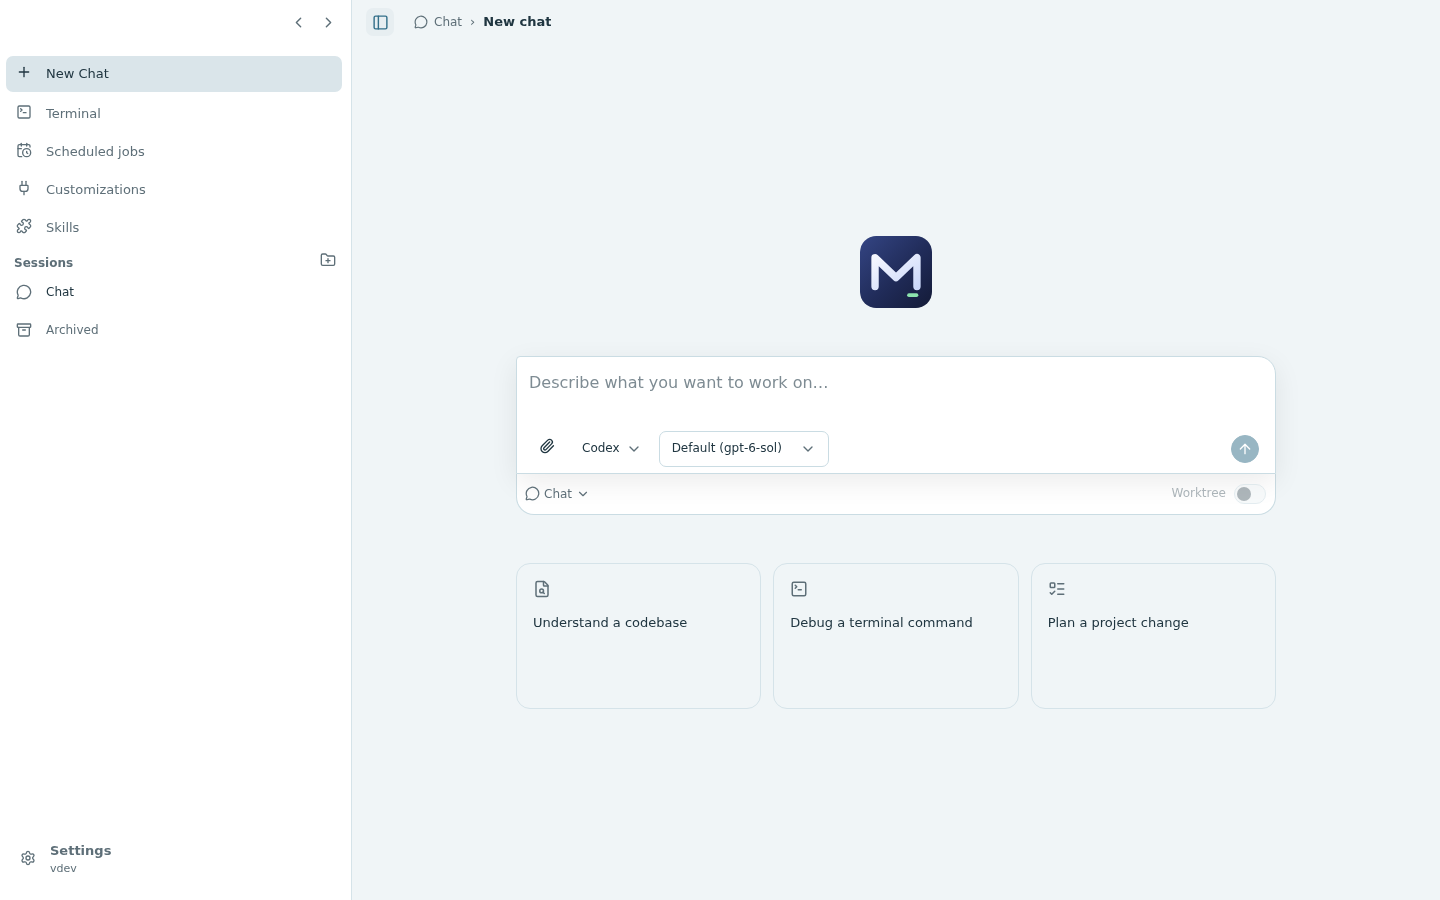 Chat › New chat
New Chat
Terminal
Scheduled jobs
Customizations
Skills
Sessions
Chat
Archived
Settings
vdev
M
Describe what you want to work on...
Codex
Default (gpt-6-sol)
Chat
Worktree
Understand a codebase
Debug a terminal command
Plan a project change